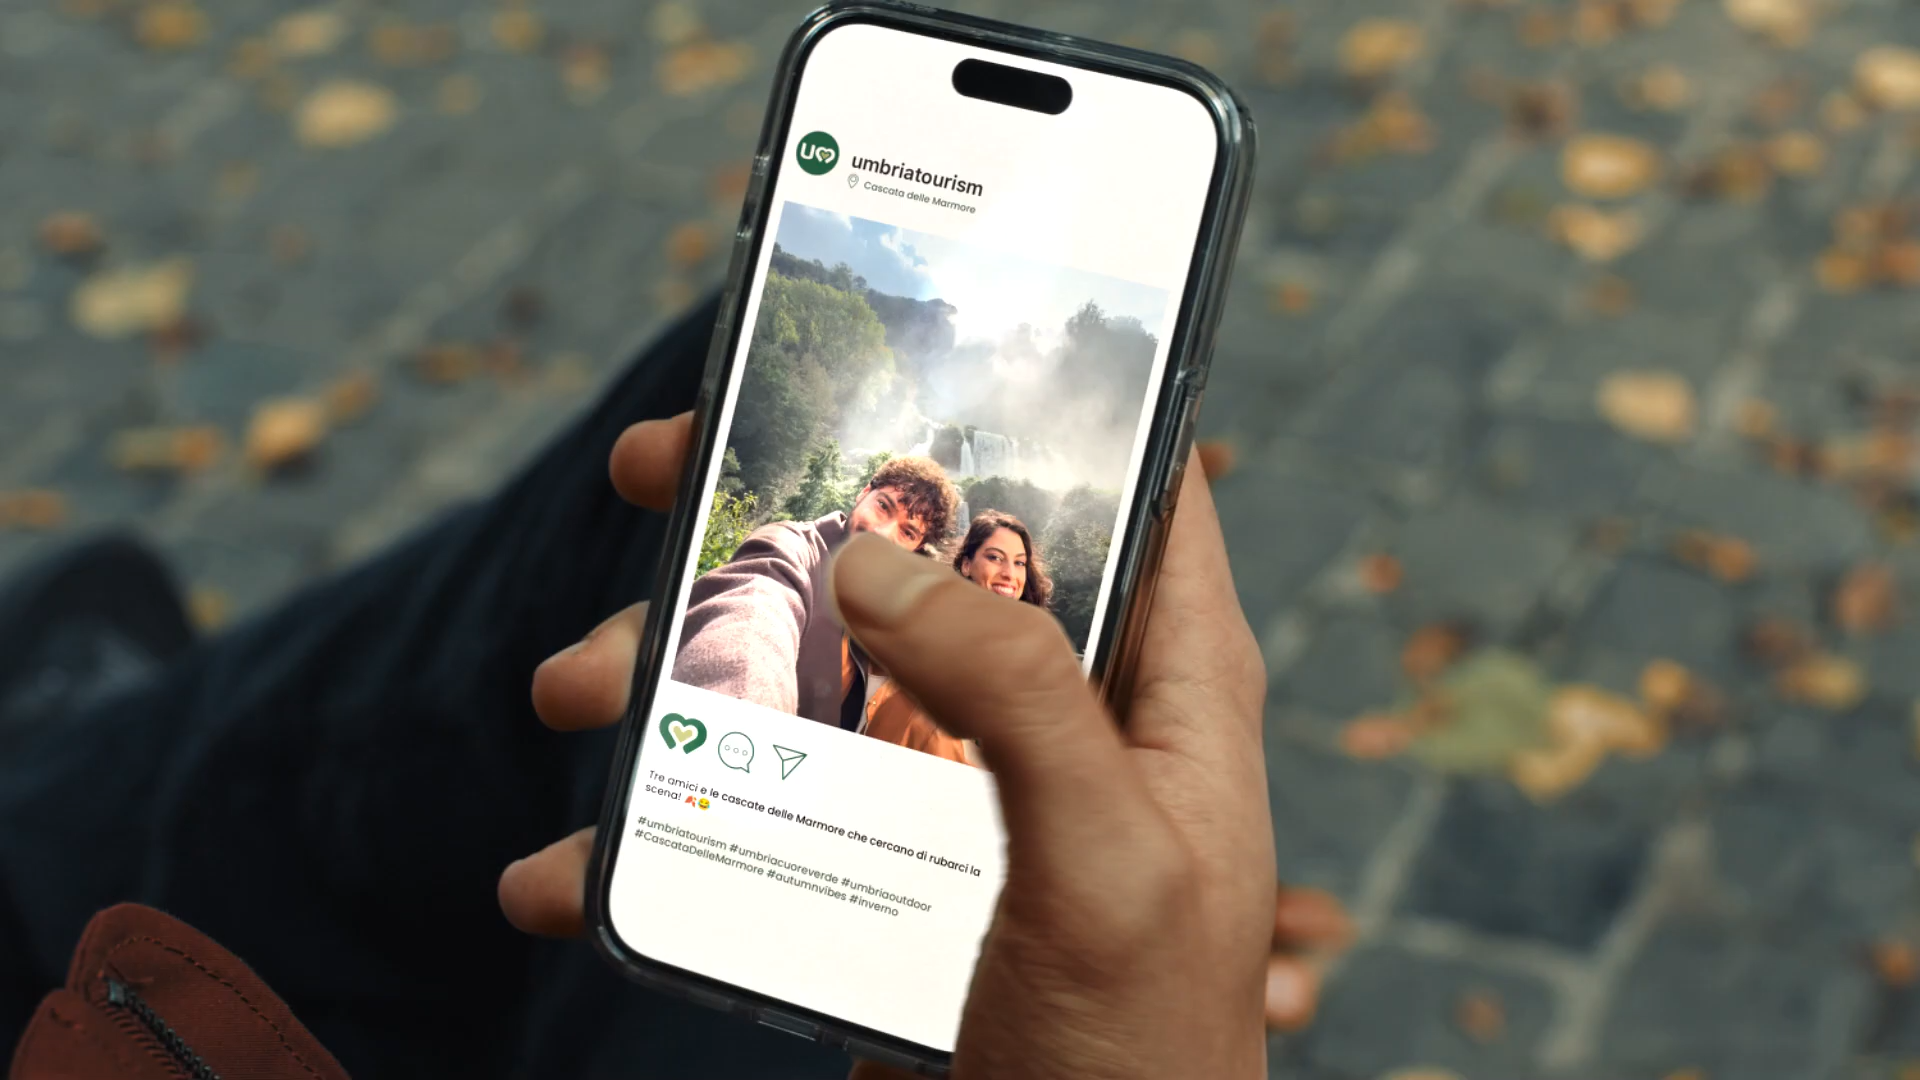 U
umbriatourism
Cascata delle Marmore
Tre amici e le cascate delle Marmore che cercano di rubarci la
scena! 🍂😂
#umbriatourism #umbriacuoreverde #umbriaoutdoor
#CascataDelleMarmore #autumnvibes #inverno